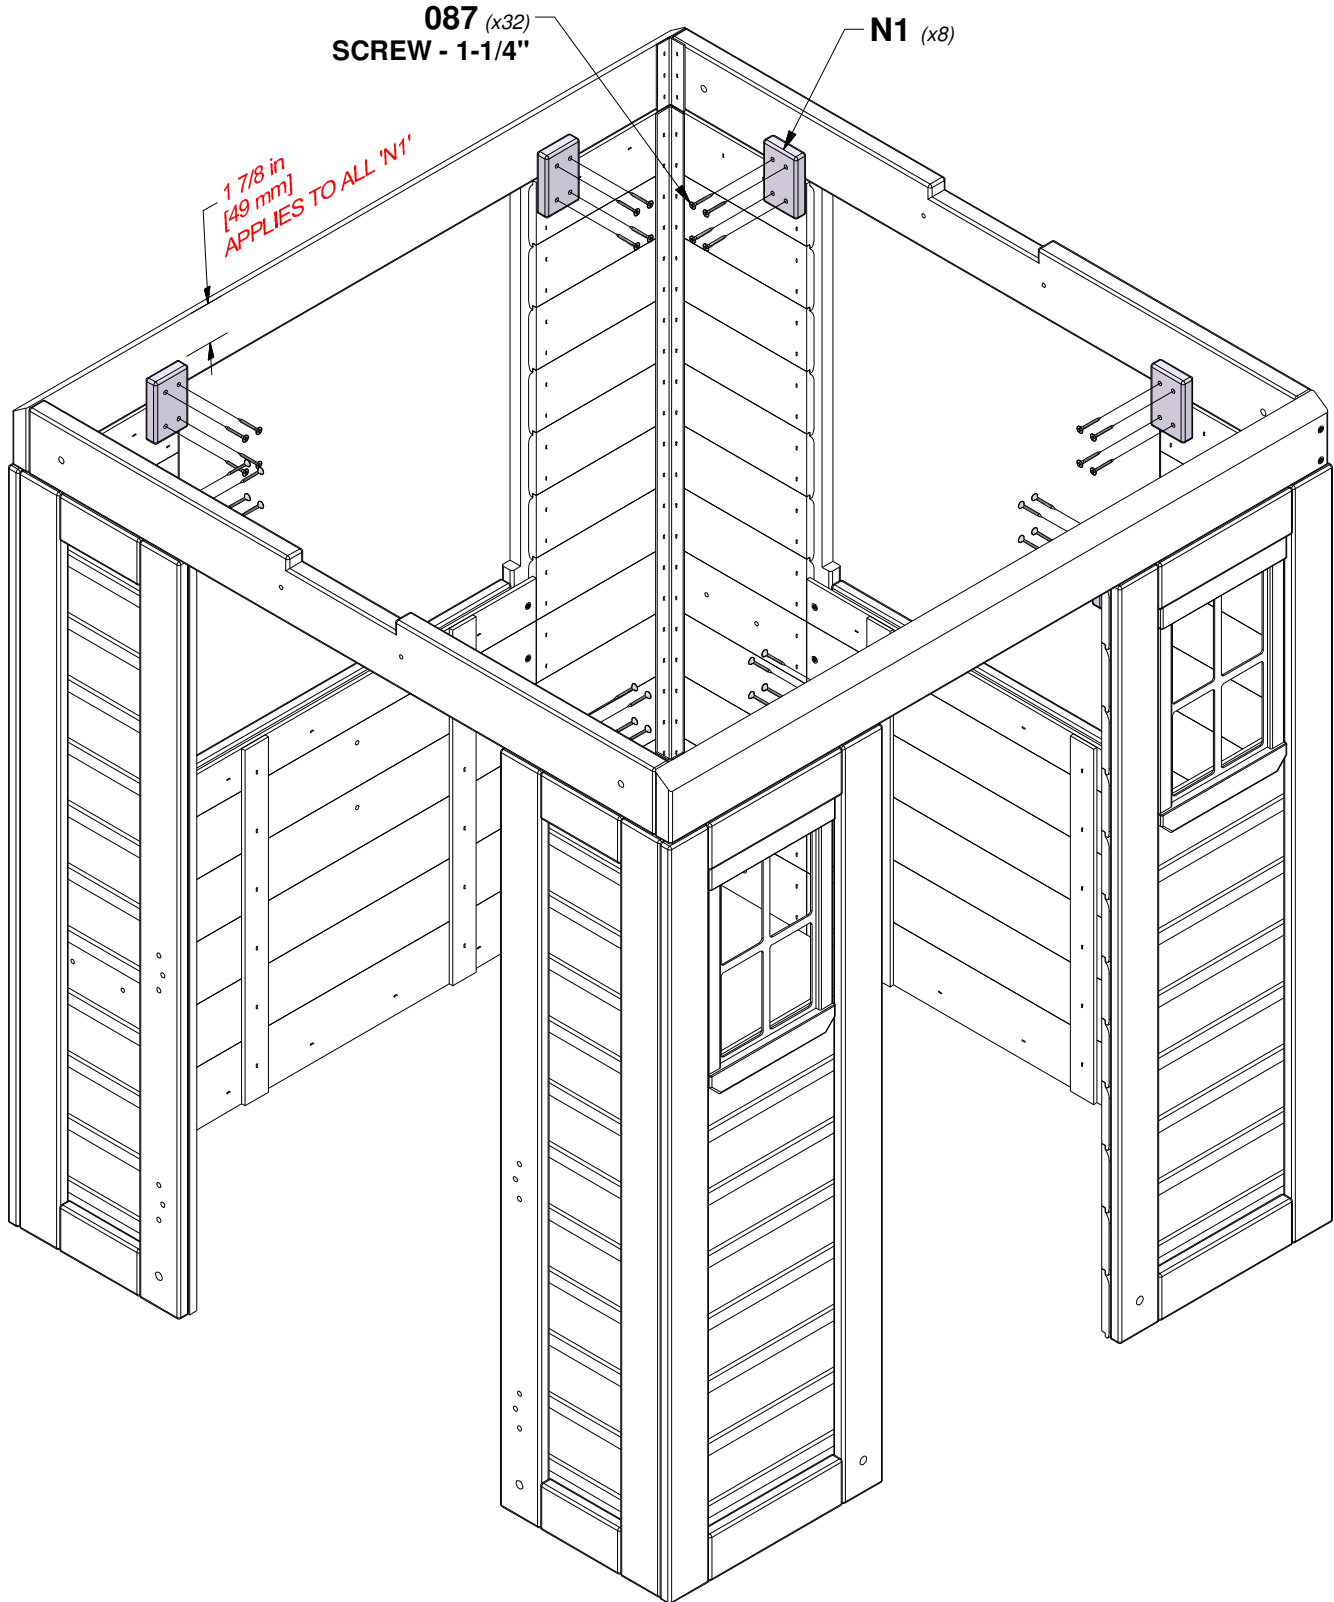 087 (x32)
SCREW - 1-1/4"
N1 (x8)
1 7/8 in
[49 mm]
APPLIES TO ALL 'N1'